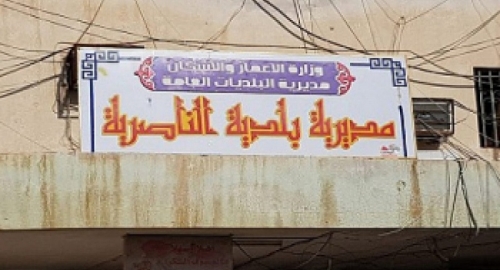 وزارة الاعمار والاسكان
مديرية البلديات العامة
مديرية بلدية الناصرية